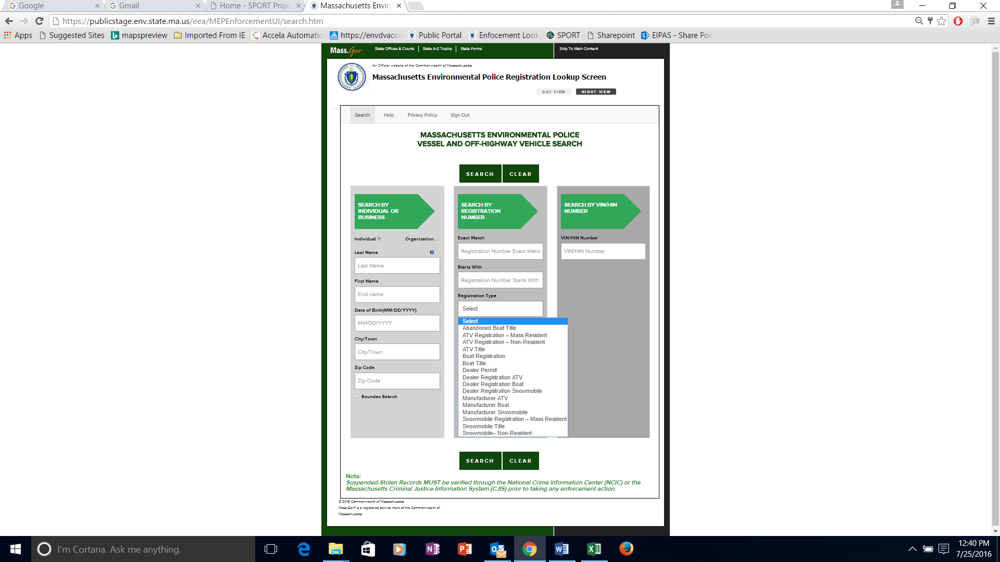 Google
Gmail
Home - SPORT Proje
Massachusetts Enviro
https://publicstage.env.state.ma.us/eea/MEPEnforcementUI/search.htm
Apps
Suggested Sites
mapspreview
Imported From IE
Accela Automatio
https://envdvacca
Public Portal
Enfocement Look
SPORT
Sharepoint
EIPAS - Share Poi
Mass.Gov
State Offices & Courts
State A-Z Topics
State Forms
Skip To Main Content
An Official website of the Commonwealth of Massachusetts
Massachusetts Environmental Police Registration Lookup Screen
DAY VIEW
NIGHT VIEW
Search
Help
Privacy Policy
Sign Out
MASSACHUSETTS ENVIRONMENTAL POLICE
VESSEL AND OFF-HIGHWAY VEHICLE SEARCH
SEARCH
CLEAR
SEARCH BY
INDIVIDUAL OR
BUSINESS
Individual
Organization
Last Name
Last Name
First Name
First name
Date of Birth(MM/DD/YYYY)
MM/DD/YYYY
City/Town
City/Town
Zip Code
Zip Code
Soundex Search
SEARCH BY
REGISTRATION
NUMBER
Exact Match
Registration Number Exact Match
Starts With
Registration Number Starts With
Registration Type
Select
Select
Abandoned Boat Title
ATV Registration – Mass Resident
ATV Registration – Non-Resident
ATV Title
Boat Registration
Boat Title
Dealer Permit
Dealer Registration ATV
Dealer Registration Boat
Dealer Registration Snowmobile
Manufacturer ATV
Manufacturer Boat
Manufacturer Snowmobile
Snowmobile Registration – Mass Resident
Snowmobile Title
Snowmobile– Non-Resident
SEARCH BY VIN/HIN
NUMBER
VIN/HIN Number
VIN/HIN Number
SEARCH
CLEAR
Note:
Suspended-Stolen Records MUST be verified through the National Crime Information Center (NCIC) or the
Massachusetts Criminal Justice Information System (CJIS) prior to taking any enforcement action.
© 2016 Commonwealth of Massachusetts.
Mass.Gov® is a registered service mark of the Commonwealth of
Massachusetts.
I'm Cortana. Ask me anything.
12:40 PM
7/25/2016